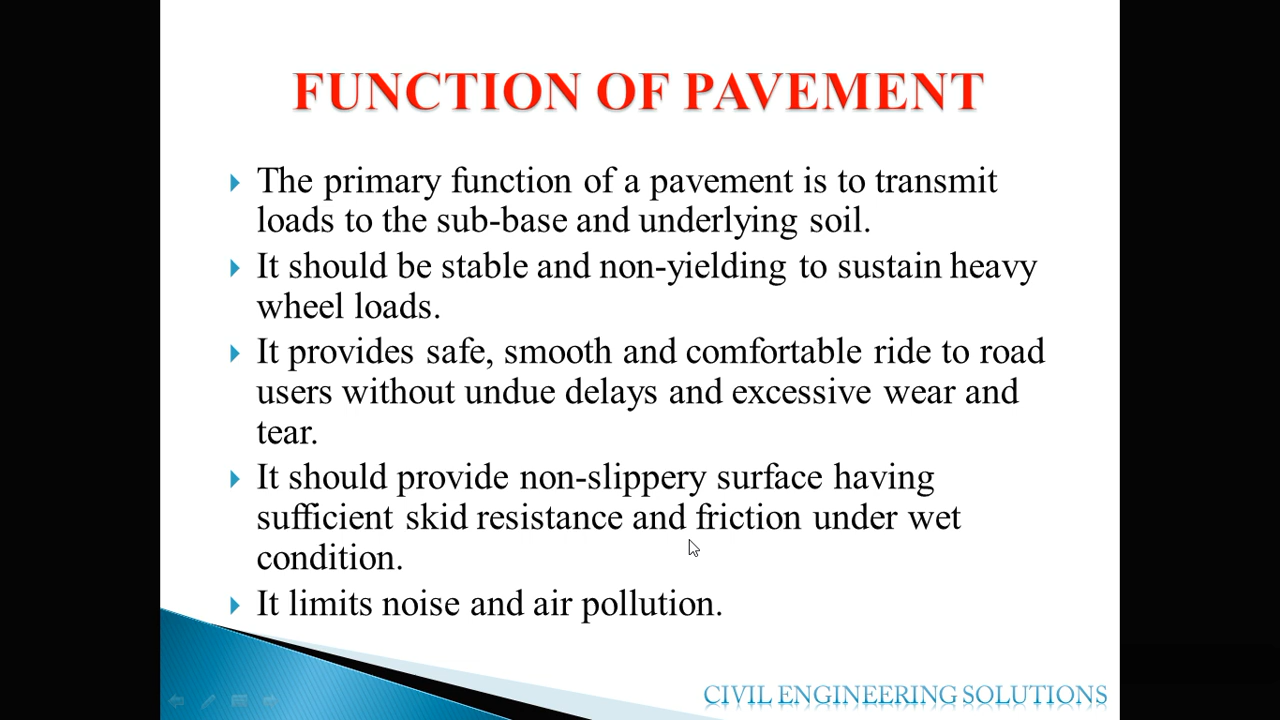 FUNCTION OF PAVEMENT
The primary function of a pavement is to transmit
loads to the sub-base and underlying soil.
It should be stable and non-yielding to sustain heavy
wheel loads.
It provides safe, smooth and comfortable ride to road
users without undue delays and excessive wear and
tear.
It should provide non-slippery surface having
sufficient skid resistance and friction under wet
condition.
It limits noise and air pollution.
CIVIL ENGINEERING SOLUTIONS